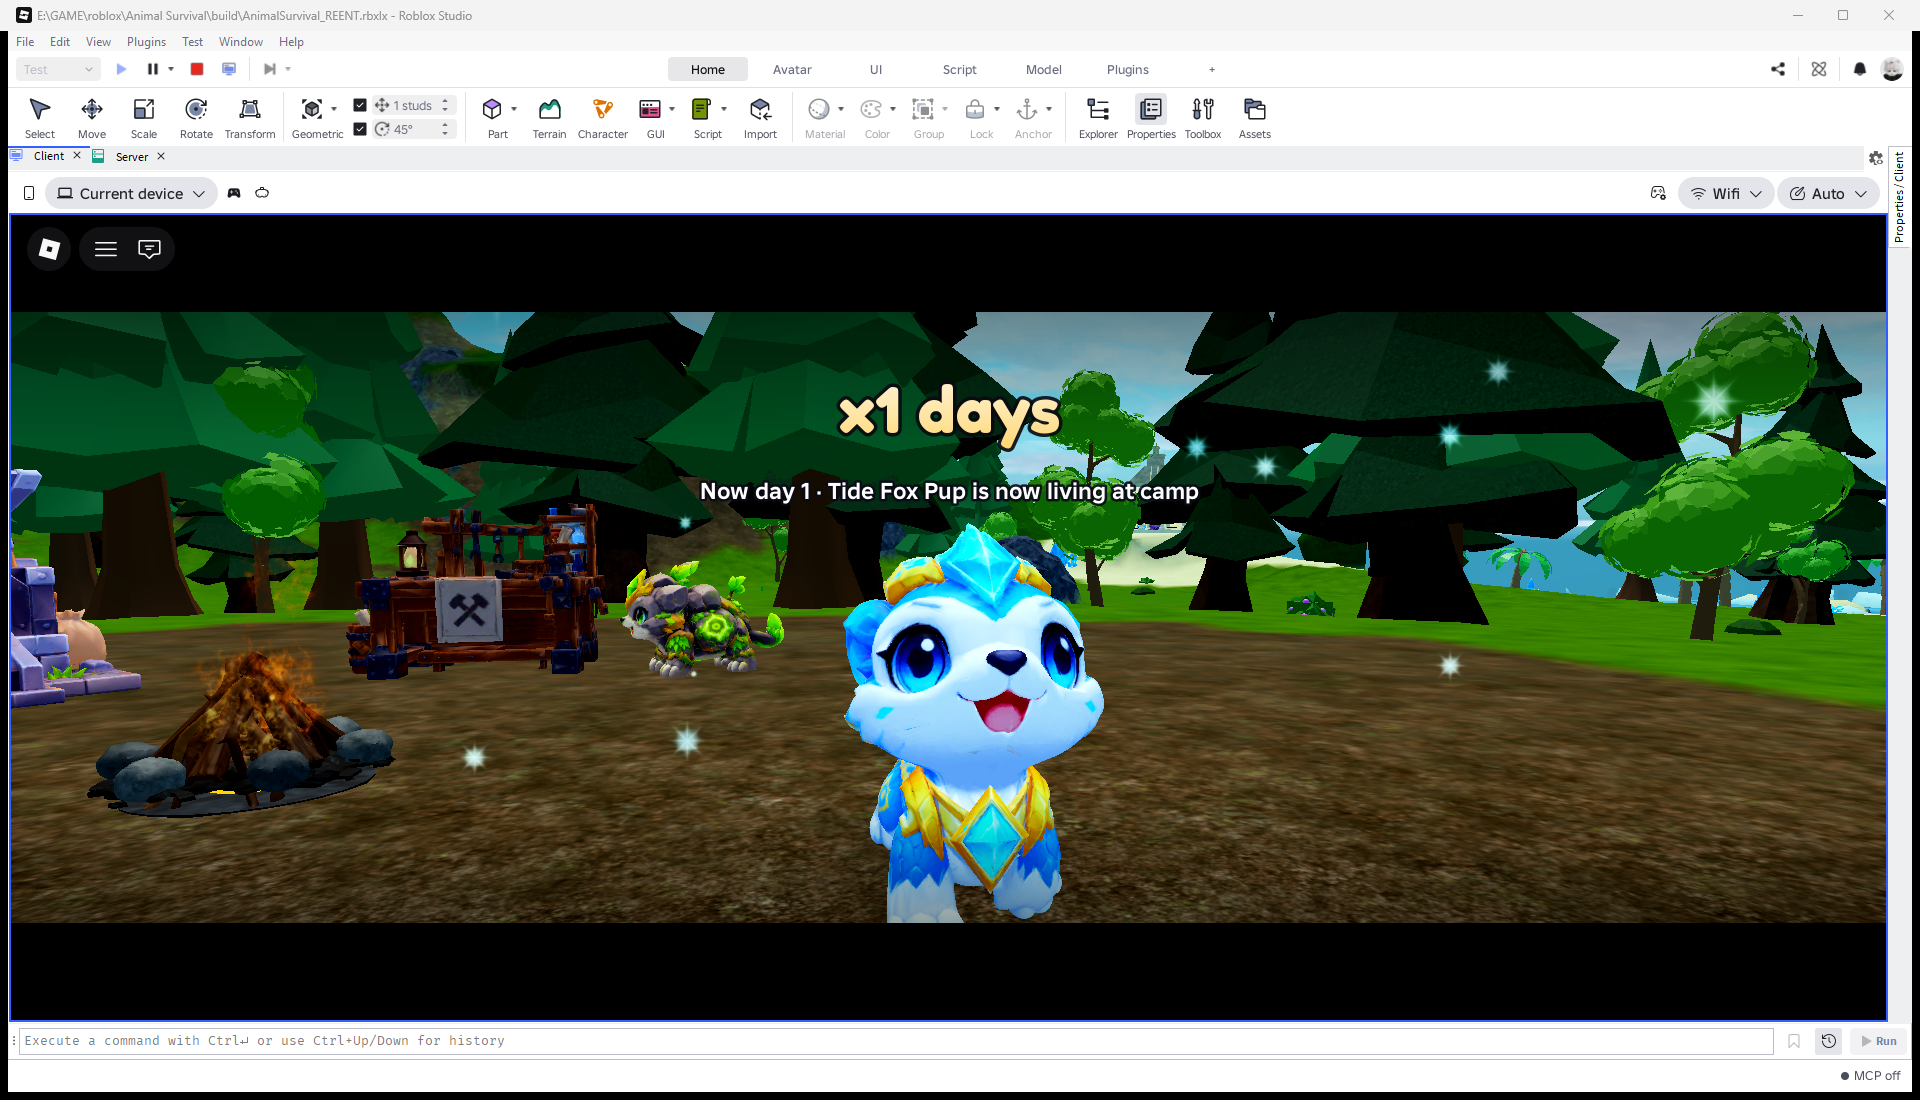 E:\GAME\roblox\Animal Survival\build\AnimalSurvival_REENT.rbxlx - Roblox Studio
File Edit View Plugins Test Window Help
Test
Home Avatar UI Script Model Plugins +
1 studs
45°
Select Move Scale Rotate Transform Geometric Part Terrain Character GUI Script Import Material Color Group Lock Anchor Explorer Properties Toolbox Assets
Client Server
Properties / Client
Current device
Wifi Auto
x1 days
Now day 1 · Tide Fox Pup is now living at camp
Execute a command with Ctrl↵ or use Ctrl+Up/Down for history
Run
MCP off